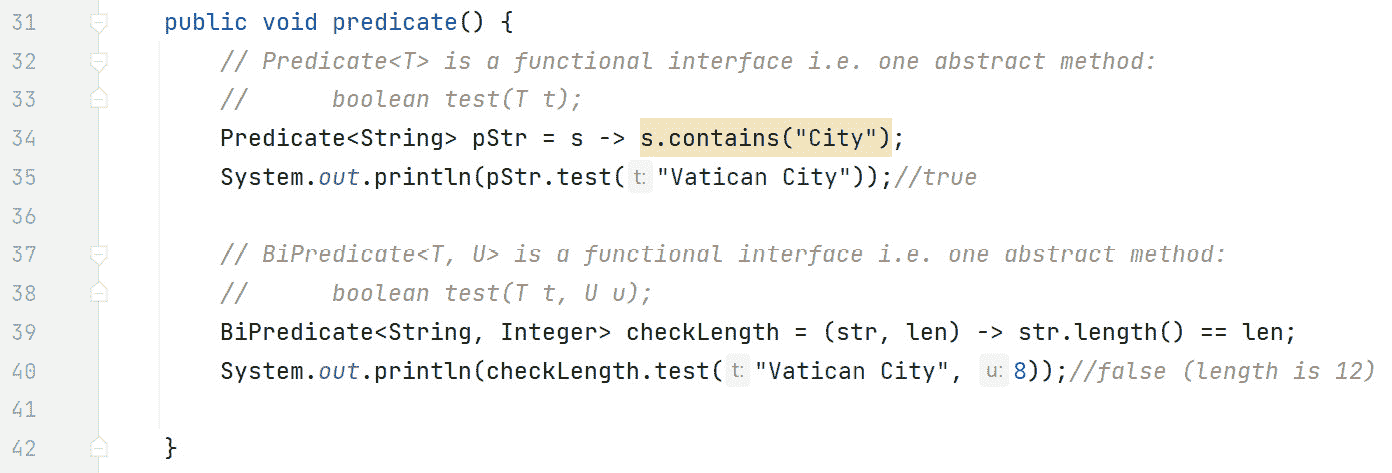 31 public void predicate() {
32 // Predicate<T> is a functional interface i.e. one abstract method:
33 //      boolean test(T t);
34 Predicate<String> pStr = s -> s.contains("City");
35 System.out.println(pStr.test( t: "Vatican City"));//true
36
37 // BiPredicate<T, U> is a functional interface i.e. one abstract method:
38 //      boolean test(T t, U u);
39 BiPredicate<String, Integer> checkLength = (str, len) -> str.length() == len;
40 System.out.println(checkLength.test( t: "Vatican City", u: 8));//false (length is 12)
41
42 }